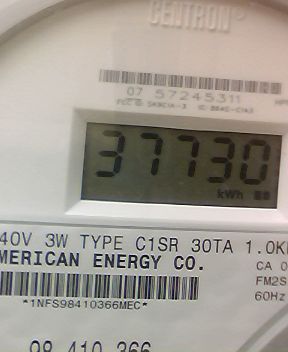 CENTRON®
07 57245311
37730
kWh
40V 3W TYPE C1SR 30TA 1.0K
MERICAN ENERGY CO.
CA 0
FM2S
60Hz
*1NFS98410366MEC*
98 410 366